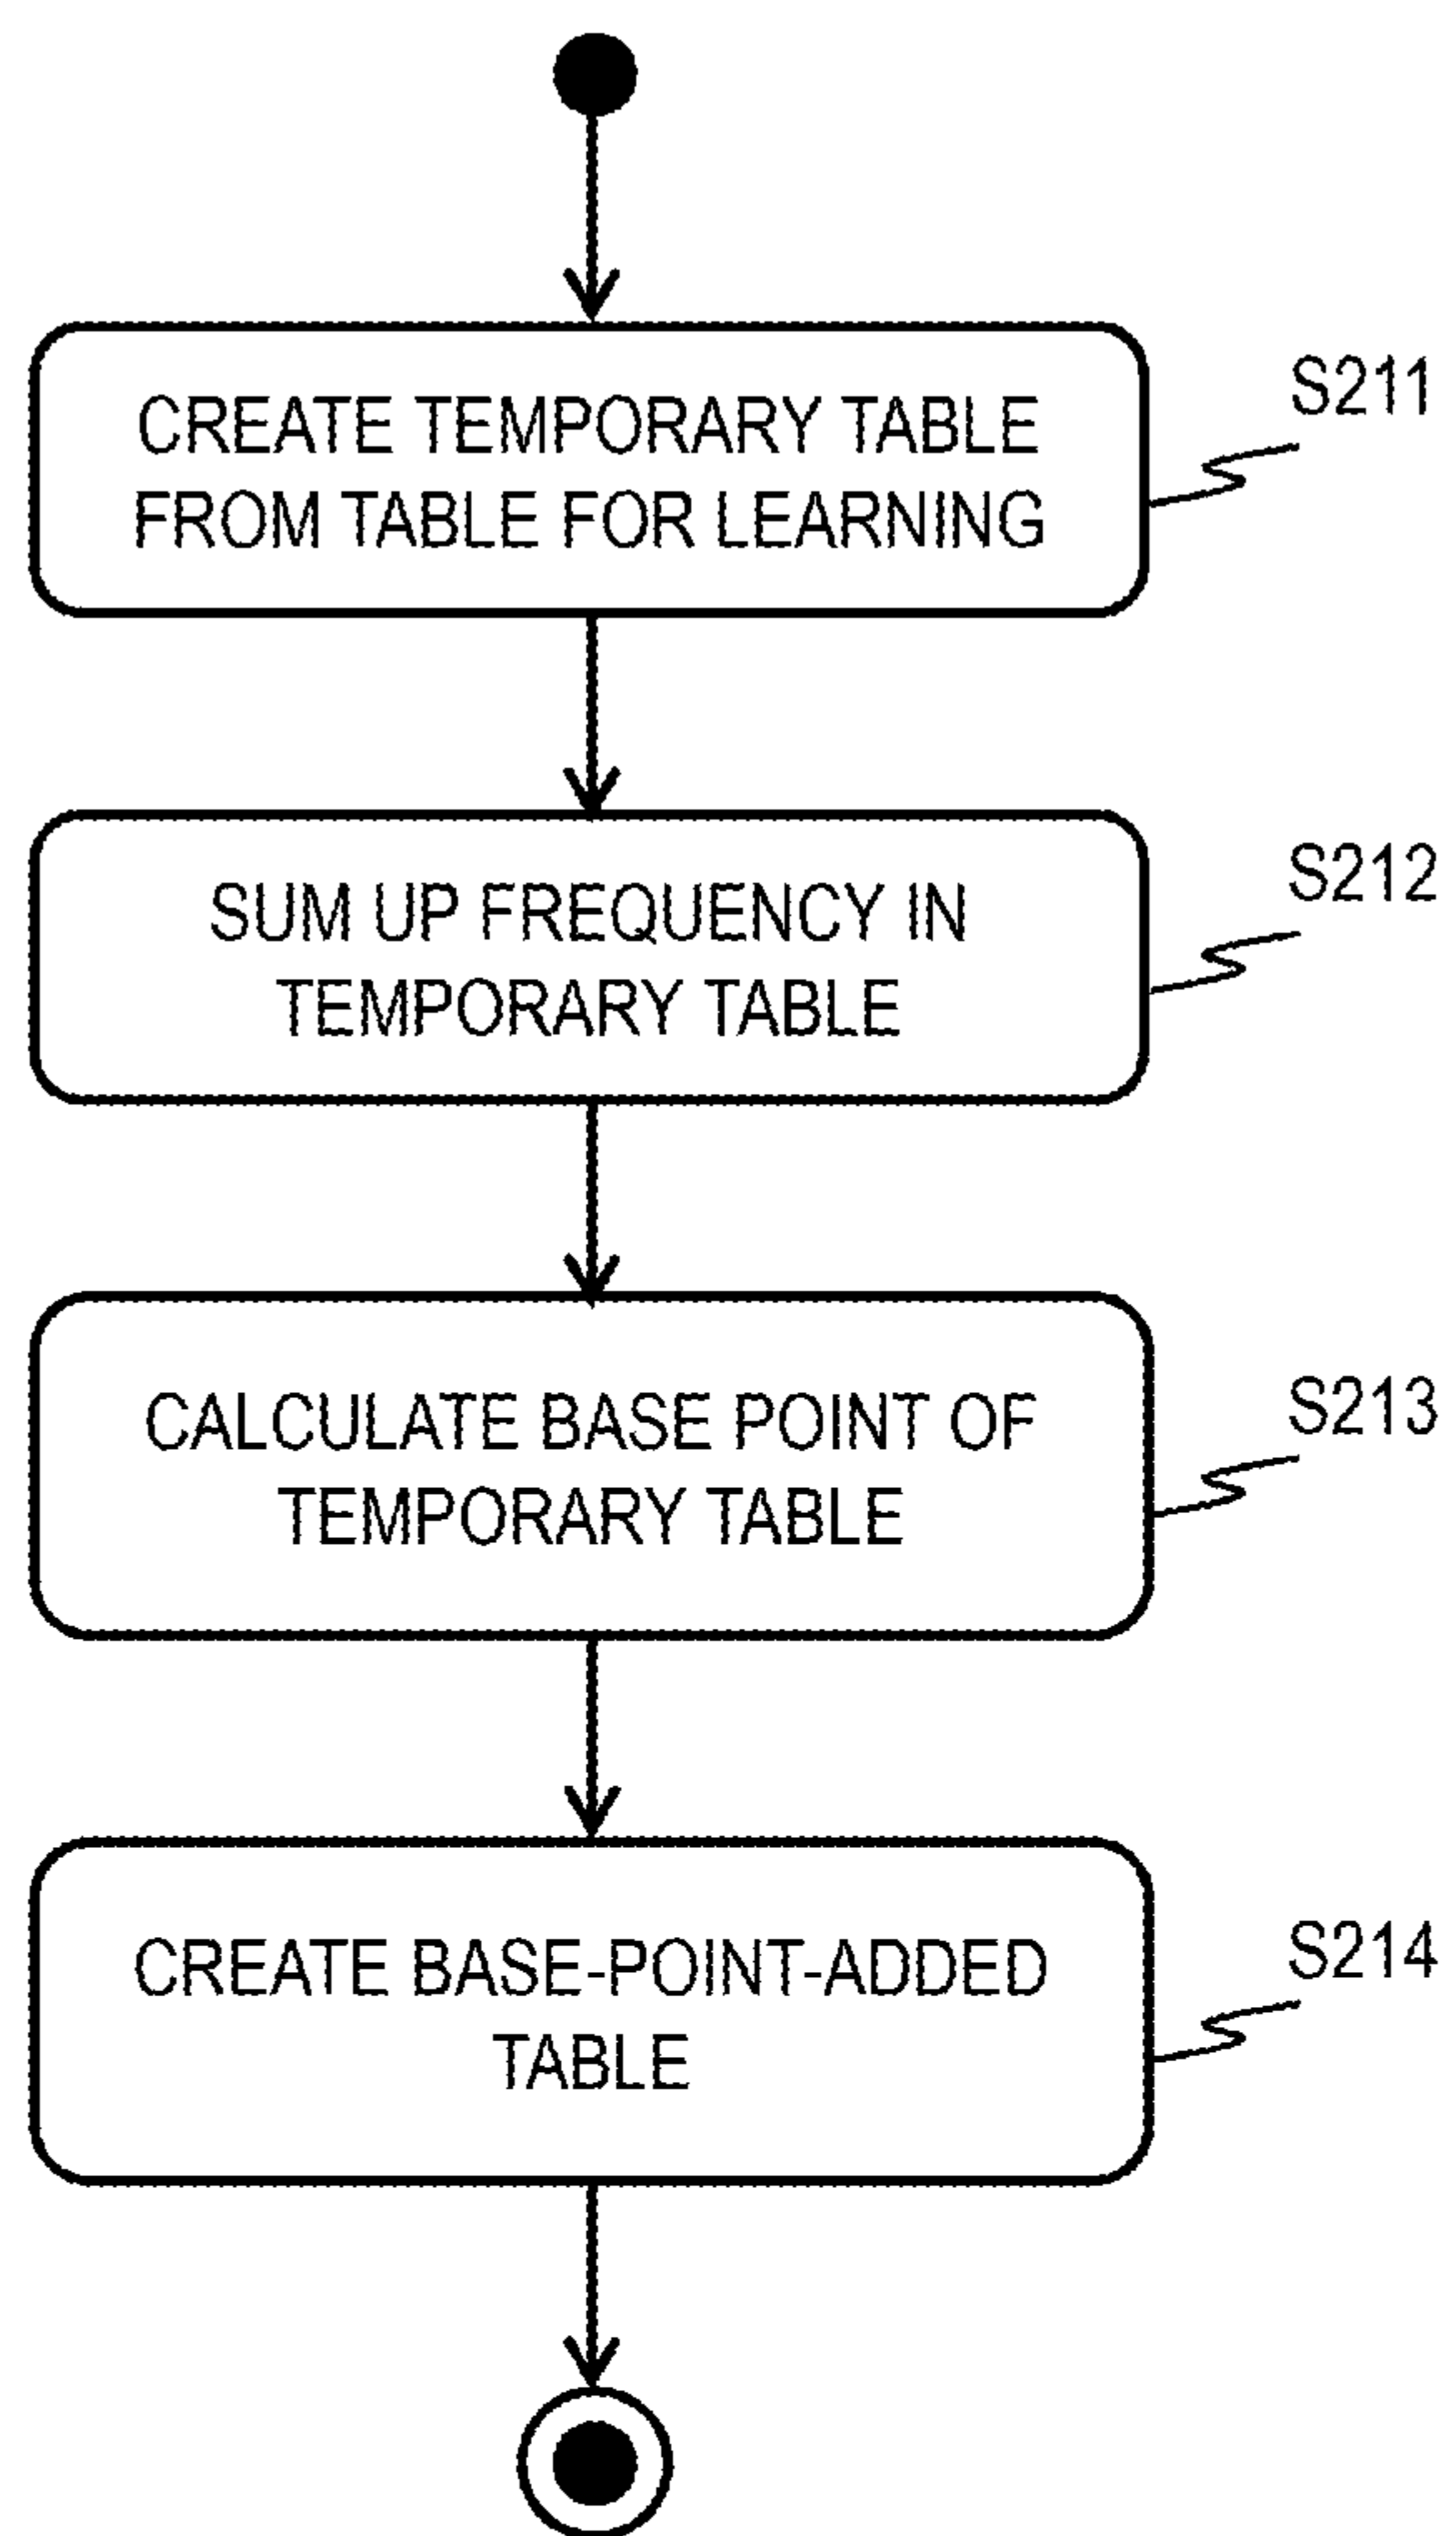 CREATE TEMPORARY TABLE
FROM TABLE FOR LEARNING
S211
SUM UP FREQUENCY IN
TEMPORARY TABLE
S212
CALCULATE BASE POINT OF
TEMPORARY TABLE
S213
CREATE BASE-POINT-ADDED
TABLE
S214